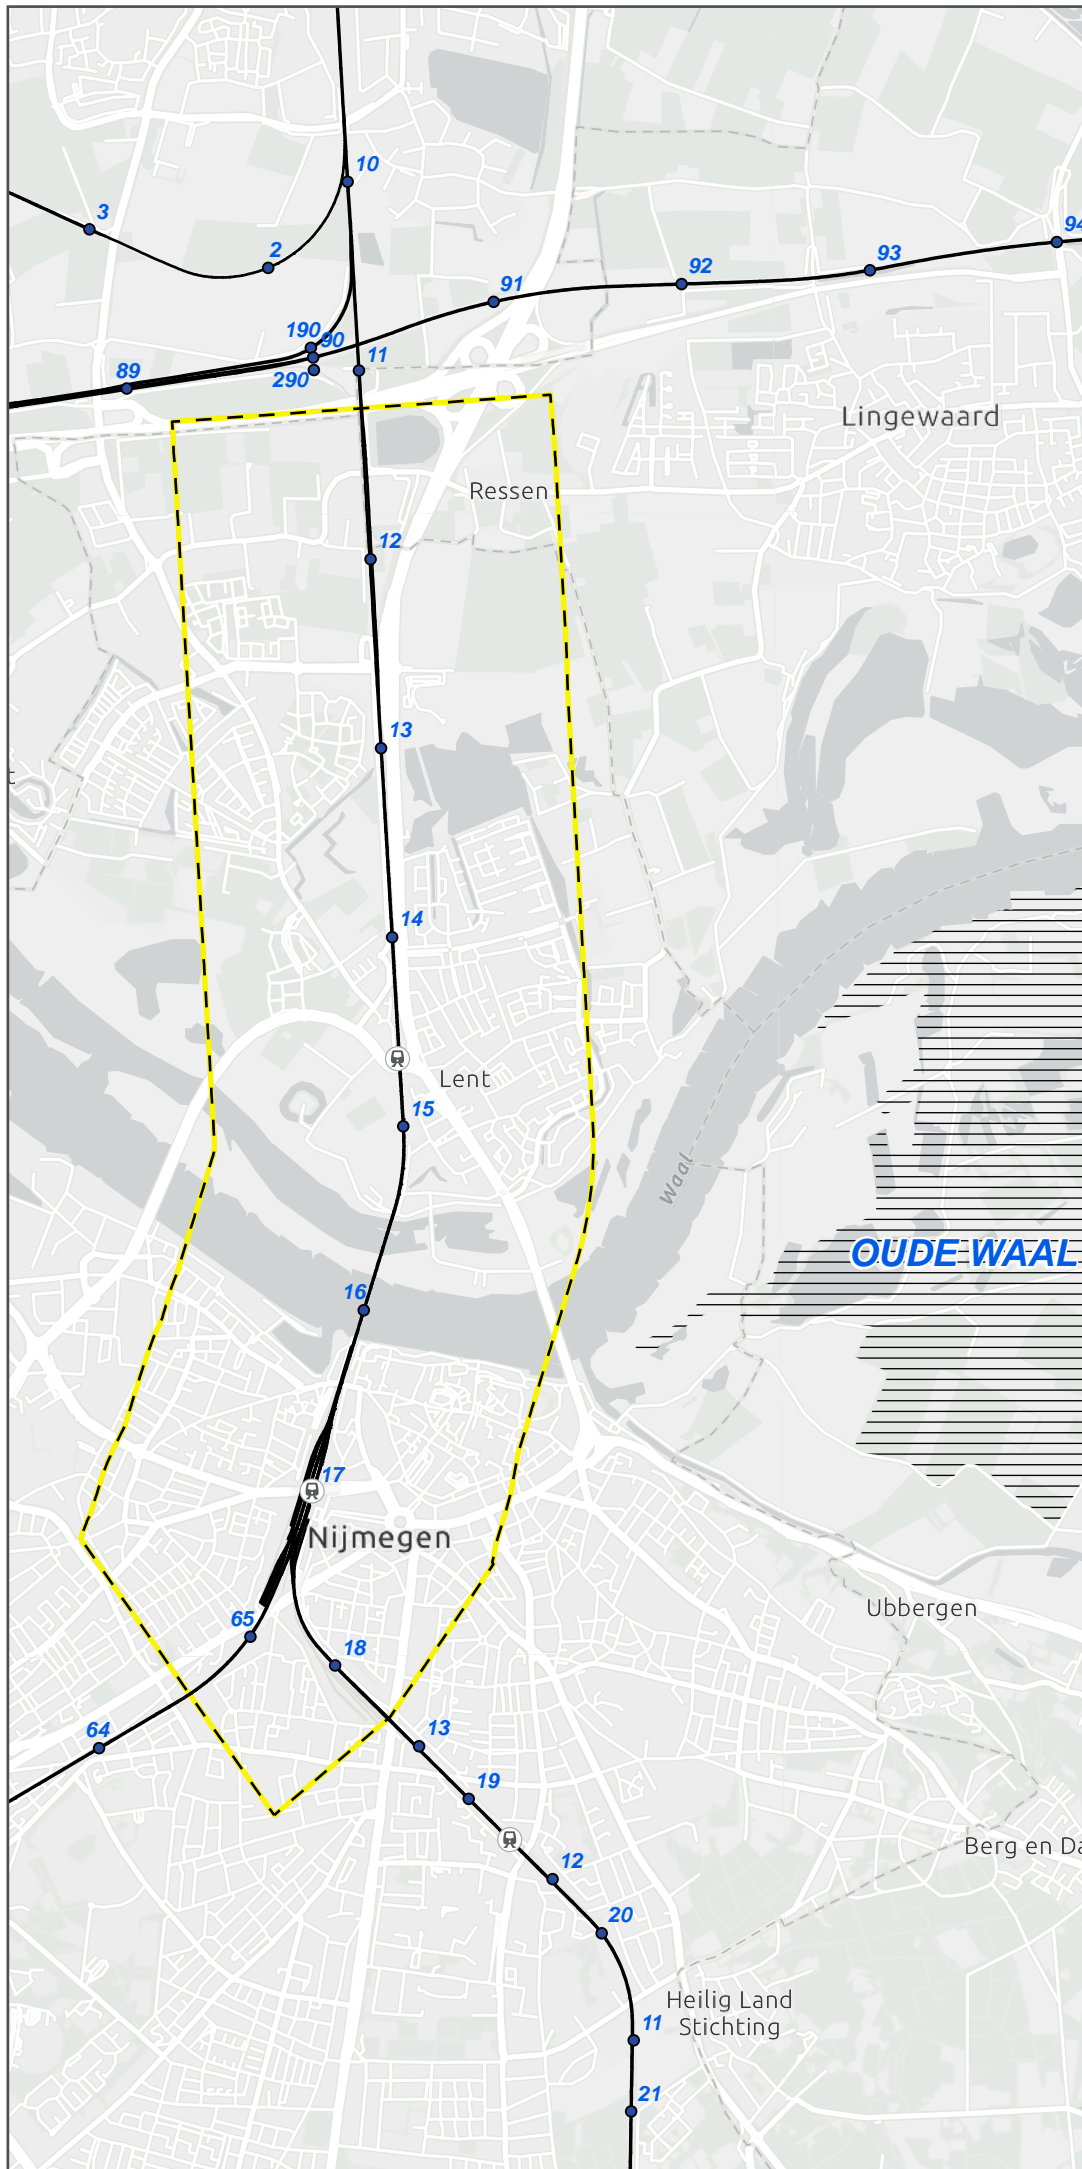 10
3
2
94
93
92
91
190
90
11
89
290
Lingewaard
Ressen
12
13
t
14
Lent
15
Waal
OUDE WAAL
16
17
Nijmegen
Ubbergen
65
18
64
13
19
Berg en Da
12
20
Heilig Land
Stichting
11
21